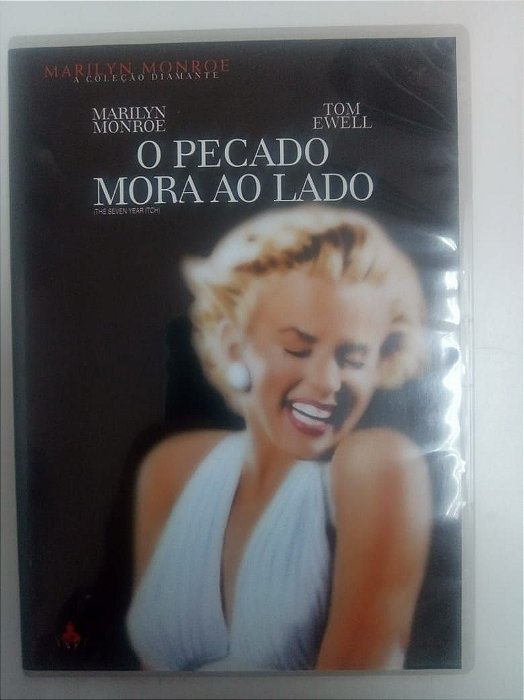 MARILYN MONROE
A COLEÇÃO DIAMANTE
MARILYN
MONROE
TOM
EWELL
O PECADO
MORA AO LADO
(THE SEVEN YEAR ITCH)